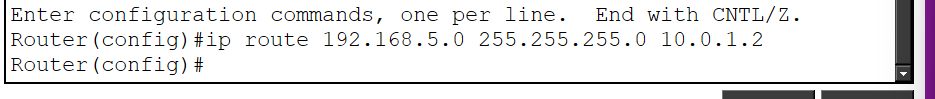 Enter configuration commands, one per line.  End with CNTL/Z.
Router(config)#ip route 192.168.5.0 255.255.255.0 10.0.1.2
Router(config)#